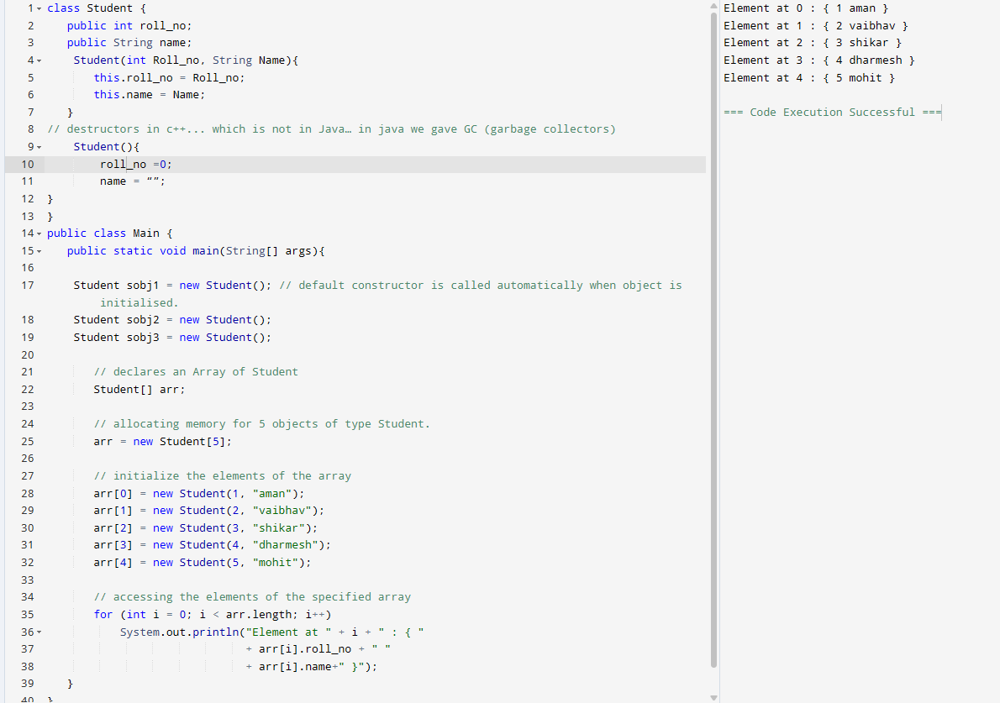 1 class Student {
2 public int roll_no;
3 public String name;
4 Student(int Roll_no, String Name){
5 this.roll_no = Roll_no;
6 this.name = Name;
7 }
8 // destructors in c++... which is not in Java… in java we gave GC (garbage collectors)
9 Student(){
10 roll_no =0;
11 name = “”;
12 }
13 }
14 public class Main {
15 public static void main(String[] args){
16
17 Student sobj1 = new Student(); // default constructor is called automatically when object is
initialised.
18 Student sobj2 = new Student();
19 Student sobj3 = new Student();
20
21 // declares an Array of Student
22 Student[] arr;
23
24 // allocating memory for 5 objects of type Student.
25 arr = new Student[5];
26
27 // initialize the elements of the array
28 arr[0] = new Student(1, "aman");
29 arr[1] = new Student(2, "vaibhav");
30 arr[2] = new Student(3, "shikar");
31 arr[3] = new Student(4, "dharmesh");
32 arr[4] = new Student(5, "mohit");
33
34 // accessing the elements of the specified array
35 for (int i = 0; i < arr.length; i++)
36 System.out.println("Element at " + i + " : { "
37 + arr[i].roll_no + " "
38 + arr[i].name+" }");
39 }
40 }
Element at 0 : { 1 aman }
Element at 1 : { 2 vaibhav }
Element at 2 : { 3 shikar }
Element at 3 : { 4 dharmesh }
Element at 4 : { 5 mohit }
=== Code Execution Successful ===